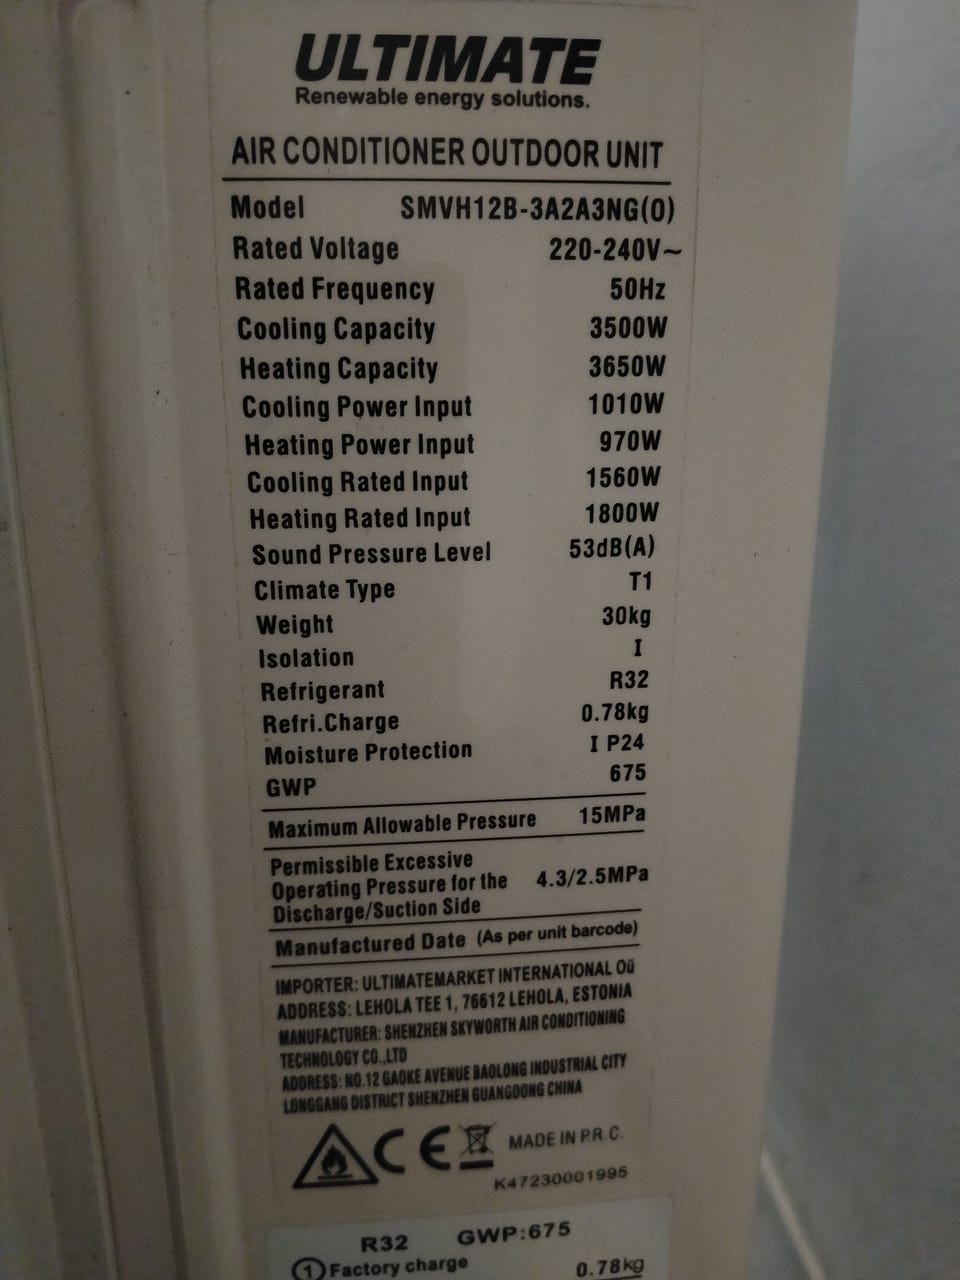 ULTIMATE
Renewable energy solutions.
AIR CONDITIONER OUTDOOR UNIT
Model SMVH12B-3A2A3NG(O)
Rated Voltage 220-240V~
Rated Frequency 50Hz
Cooling Capacity 3500W
Heating Capacity 3650W
Cooling Power Input 1010W
Heating Power Input 970W
Cooling Rated Input 1560W
Heating Rated Input 1800W
Sound Pressure Level 53dB(A)
Climate Type T1
Weight 30kg
Isolation I
Refrigerant R32
Refri.Charge 0.78kg
Moisture Protection I P24
GWP 675
Maximum Allowable Pressure 15MPa
Permissible Excessive
Operating Pressure for the 4.3/2.5MPa
Discharge/Suction Side
Manufactured Date (As per unit barcode)
IMPORTER: ULTIMATEMARKET INTERNATIONAL Oü
ADDRESS: LEHOLA TEE 1, 76612 LEHOLA, ESTONIA
MANUFACTURER: SHENZHEN SKYWORTH AIR CONDITIONING
TECHNOLOGY CO.,LTD
ADDRESS: NO.12 GAOKE AVENUE BAOLONG INDUSTRIAL CITY
LONGGANG DISTRICT SHENZHEN GUANGDONG CHINA
CE MADE IN P.R.C.
K47230001995
R32 GWP:675
1 Factory charge 0.78kg